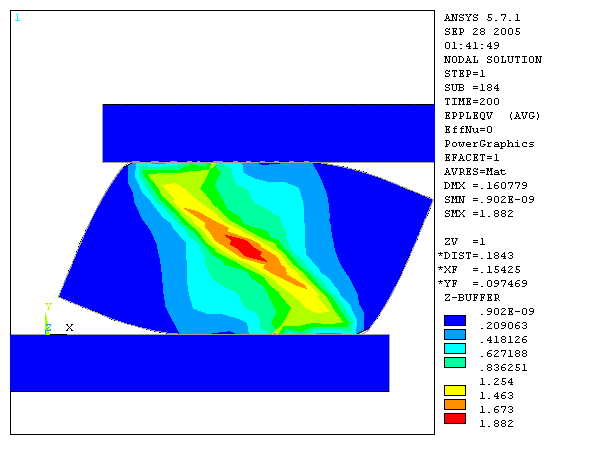 1
ANSYS 5.7.1
SEP 28 2005
01:41:49
NODAL SOLUTION
STEP=1
SUB =184
TIME=200
EPPLEQV (AVG)
EffNu=0
PowerGraphics
EFACET=1
AVRES=Mat
DMX =.160779
SMN =.902E-09
SMX =1.882
ZV =1
*DIST=.1843
*XF =.15425
*YF =.097469
Z-BUFFER
.902E-09
.209063
.418126
.627188
.836251
1.254
1.463
1.673
1.882
Y
Z X